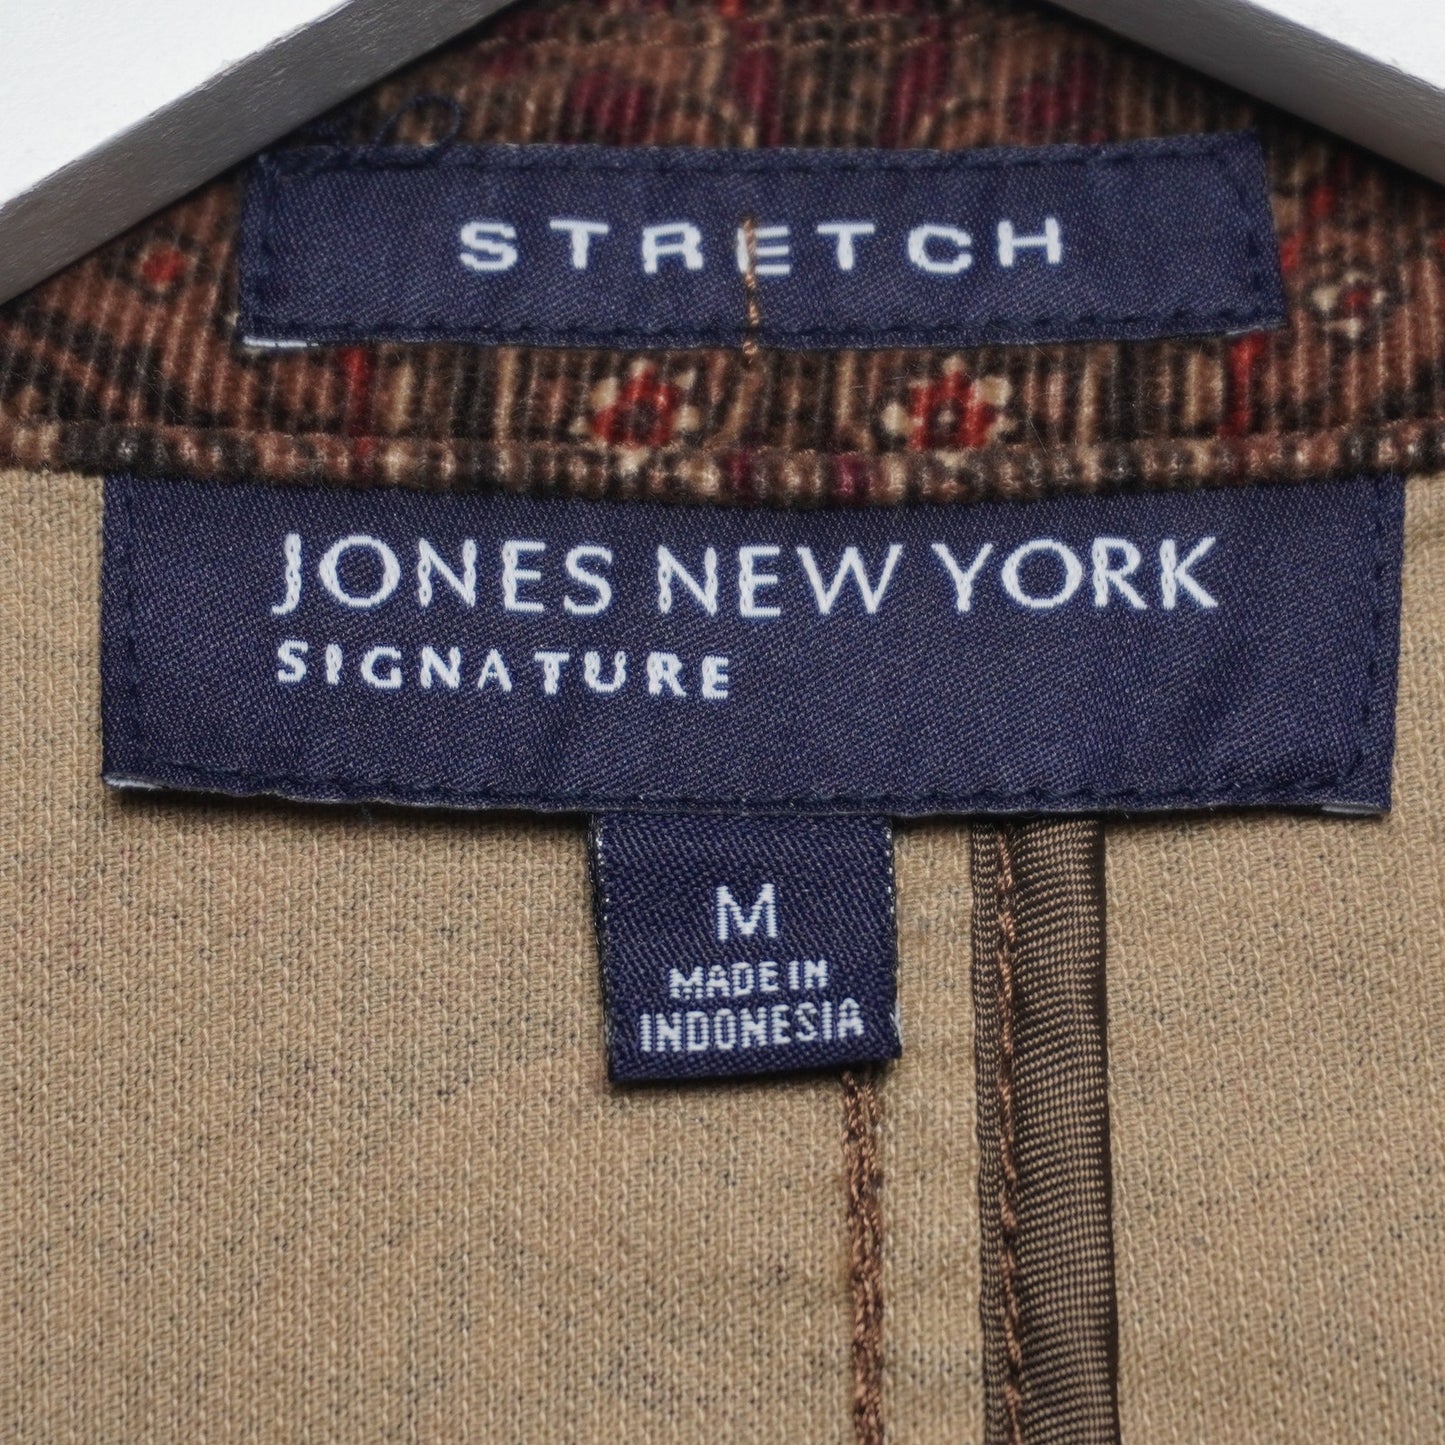 STRETCH
JONES NEW YORK
SIGNATURE
M
MADE IN
INDONESIA